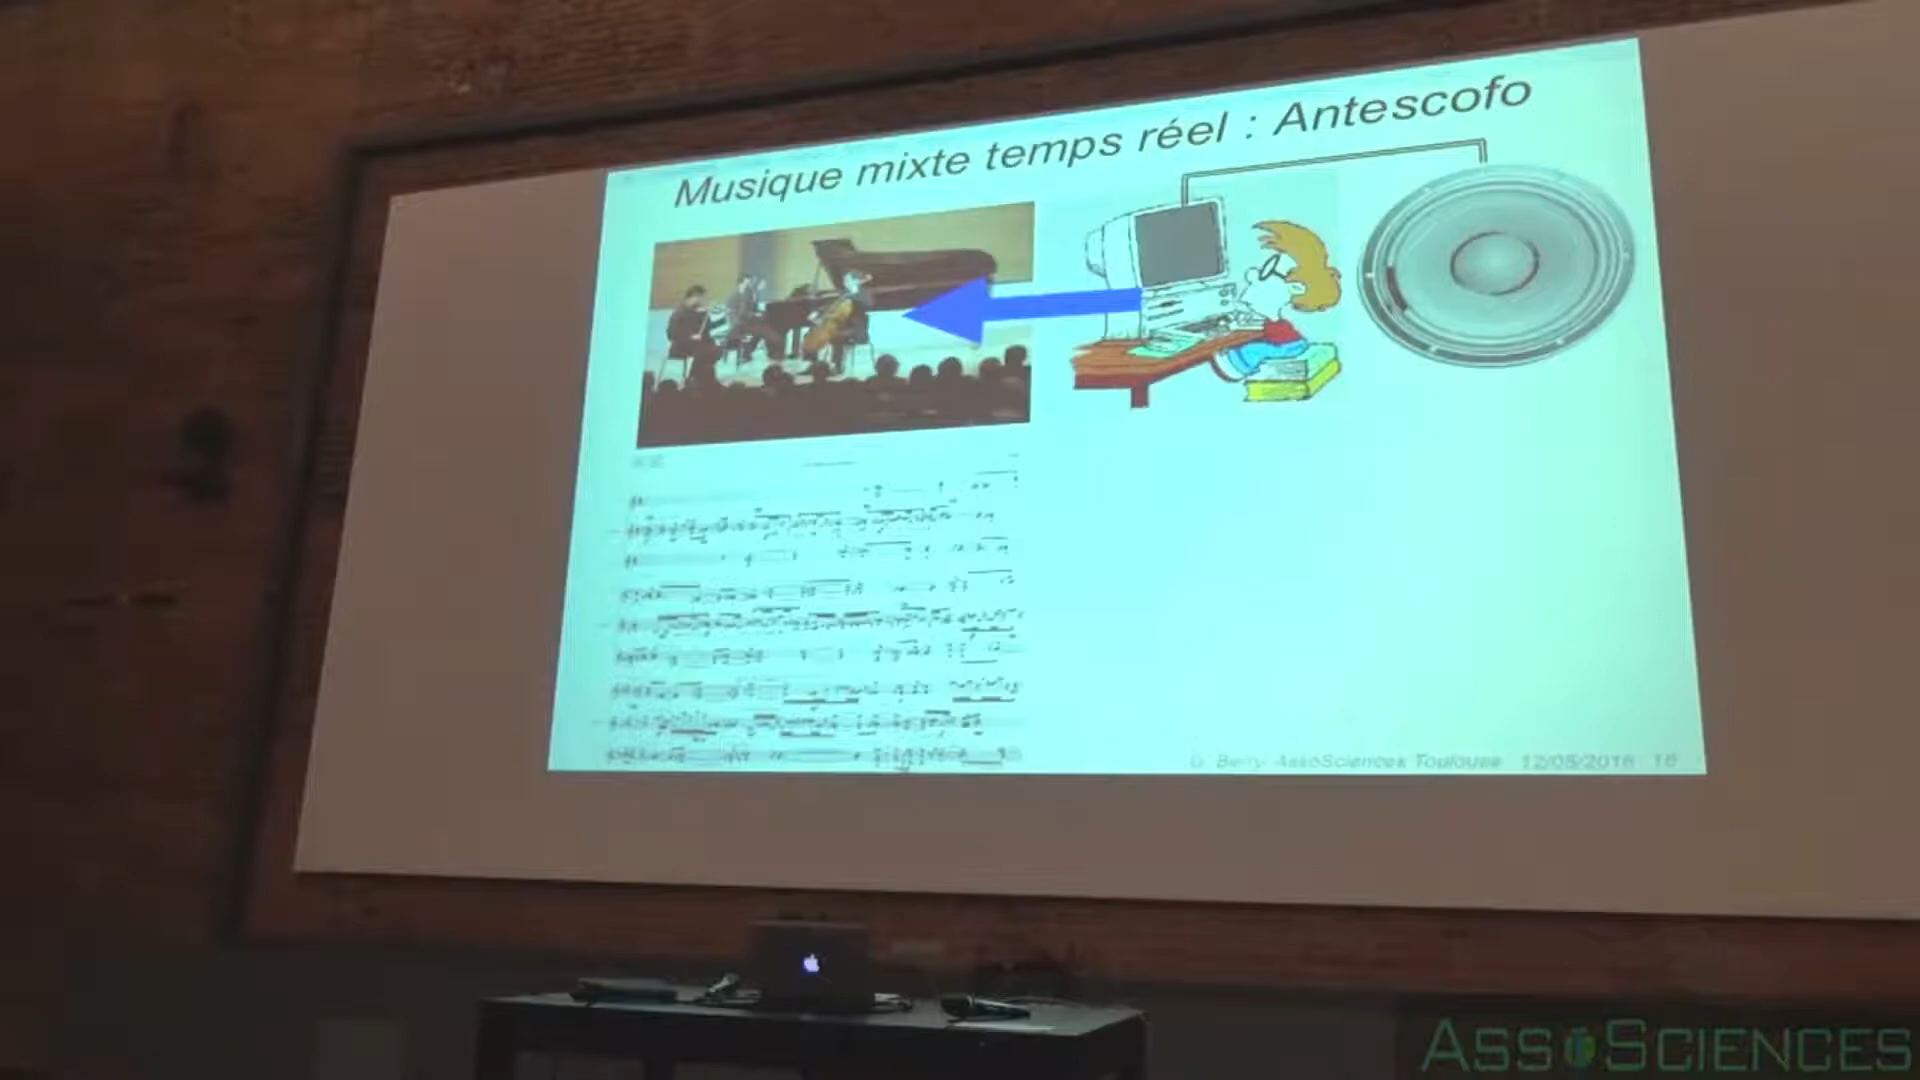 Musique mixte temps réel : Antescofo
G. Berry AssoSciences Toulouse 12/05/2016 16
ASSOSCIENCES